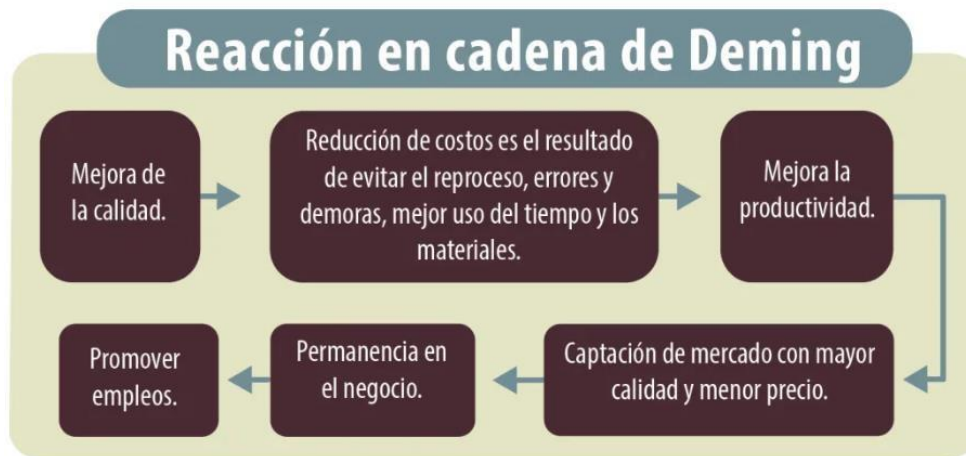 Reacción en cadena de Deming
Mejora de
la calidad.
Reducción de costos es el resultado
de evitar el reproceso, errores y
demoras, mejor uso del tiempo y los
materiales.
Mejora la
productividad.
Captación de mercado con mayor
calidad y menor precio.
Permanencia en
el negocio.
Promover
empleos.